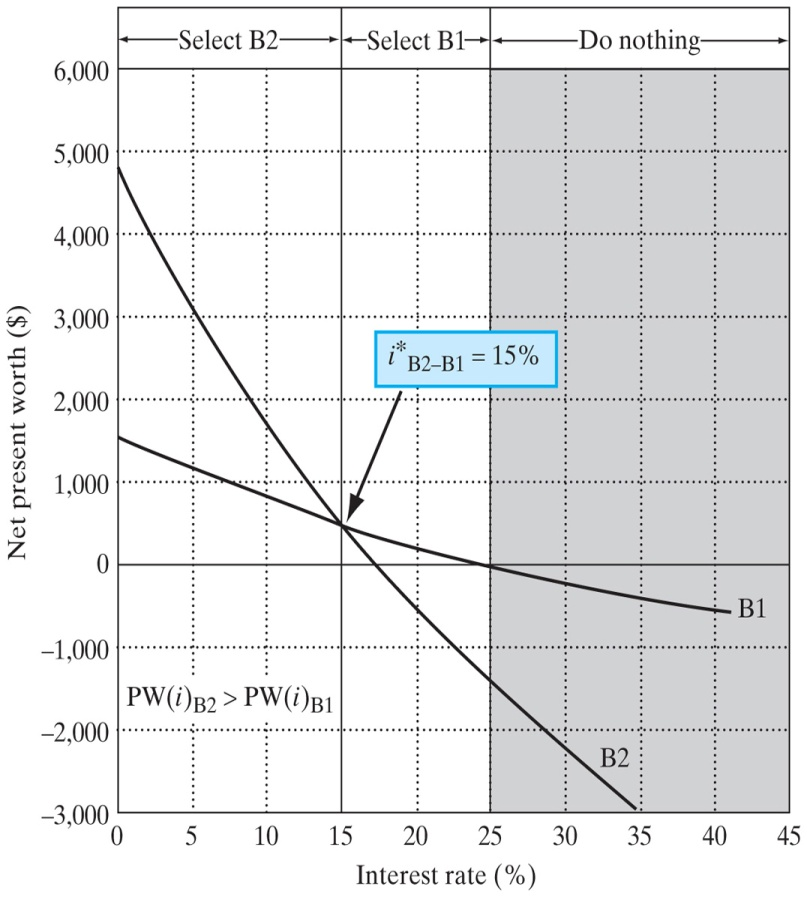 Select B2 Select B1 Do nothing
6,000
5,000
4,000
3,000
i*B2–B1 = 15%
2,000
1,000
0
B1
–1,000
PW(i)B2 > PW(i)B1
–2,000
B2
–3,000
0 5 10 15 20 25 30 35 40 45
Interest rate (%)
Net present worth ($)